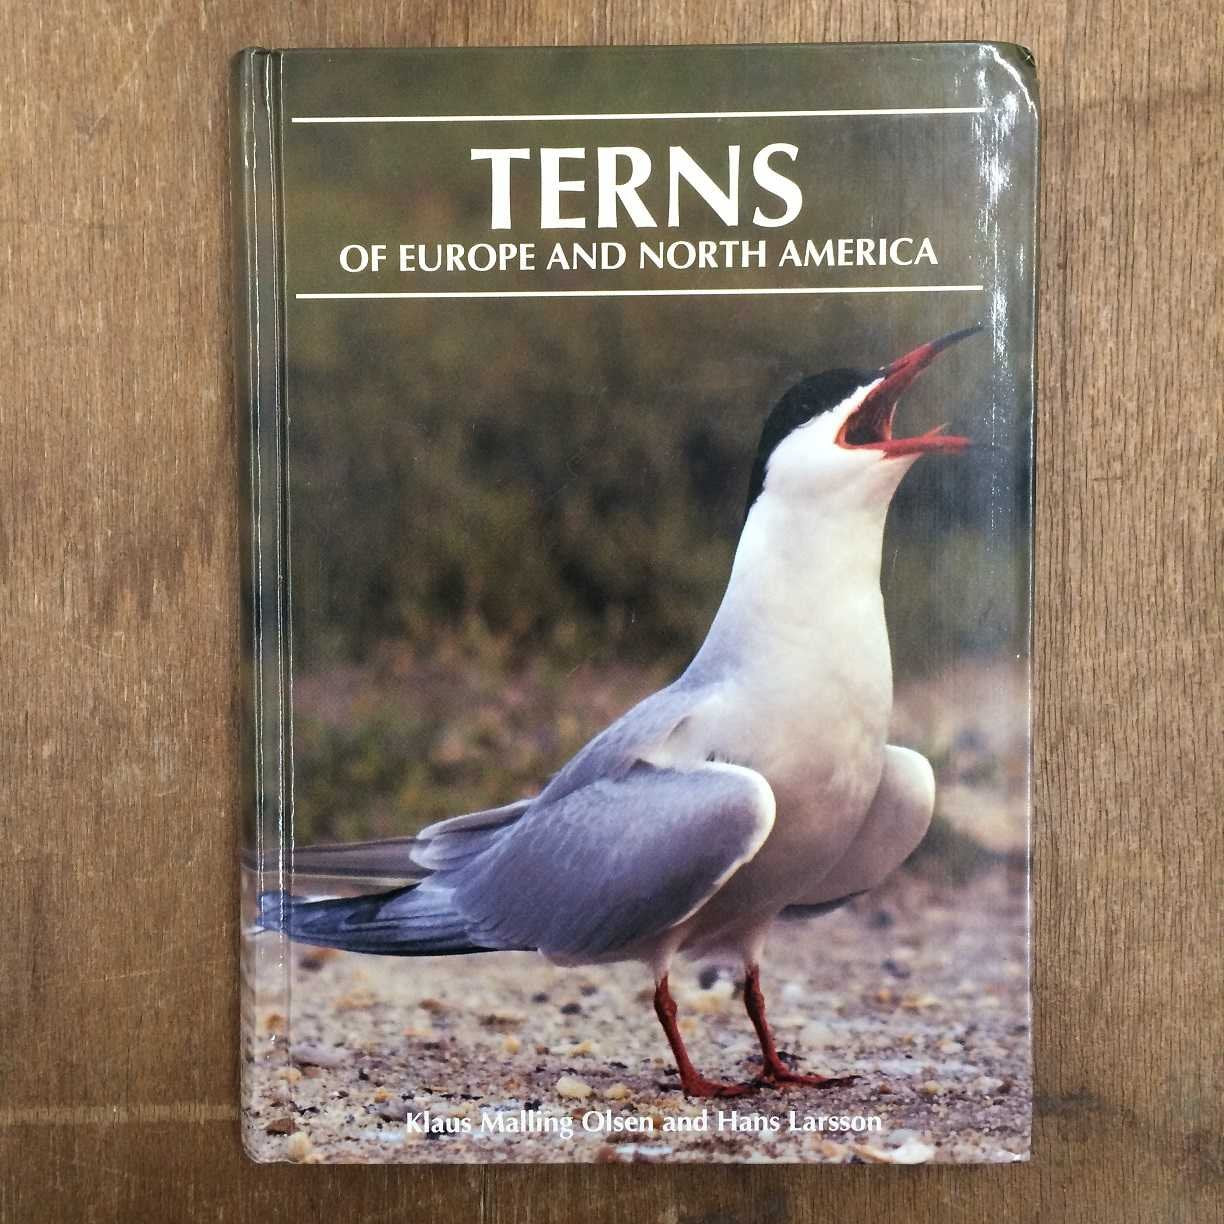 TERNS
OF EUROPE AND NORTH AMERICA
Klaus Malling Olsen and Hans Larsson